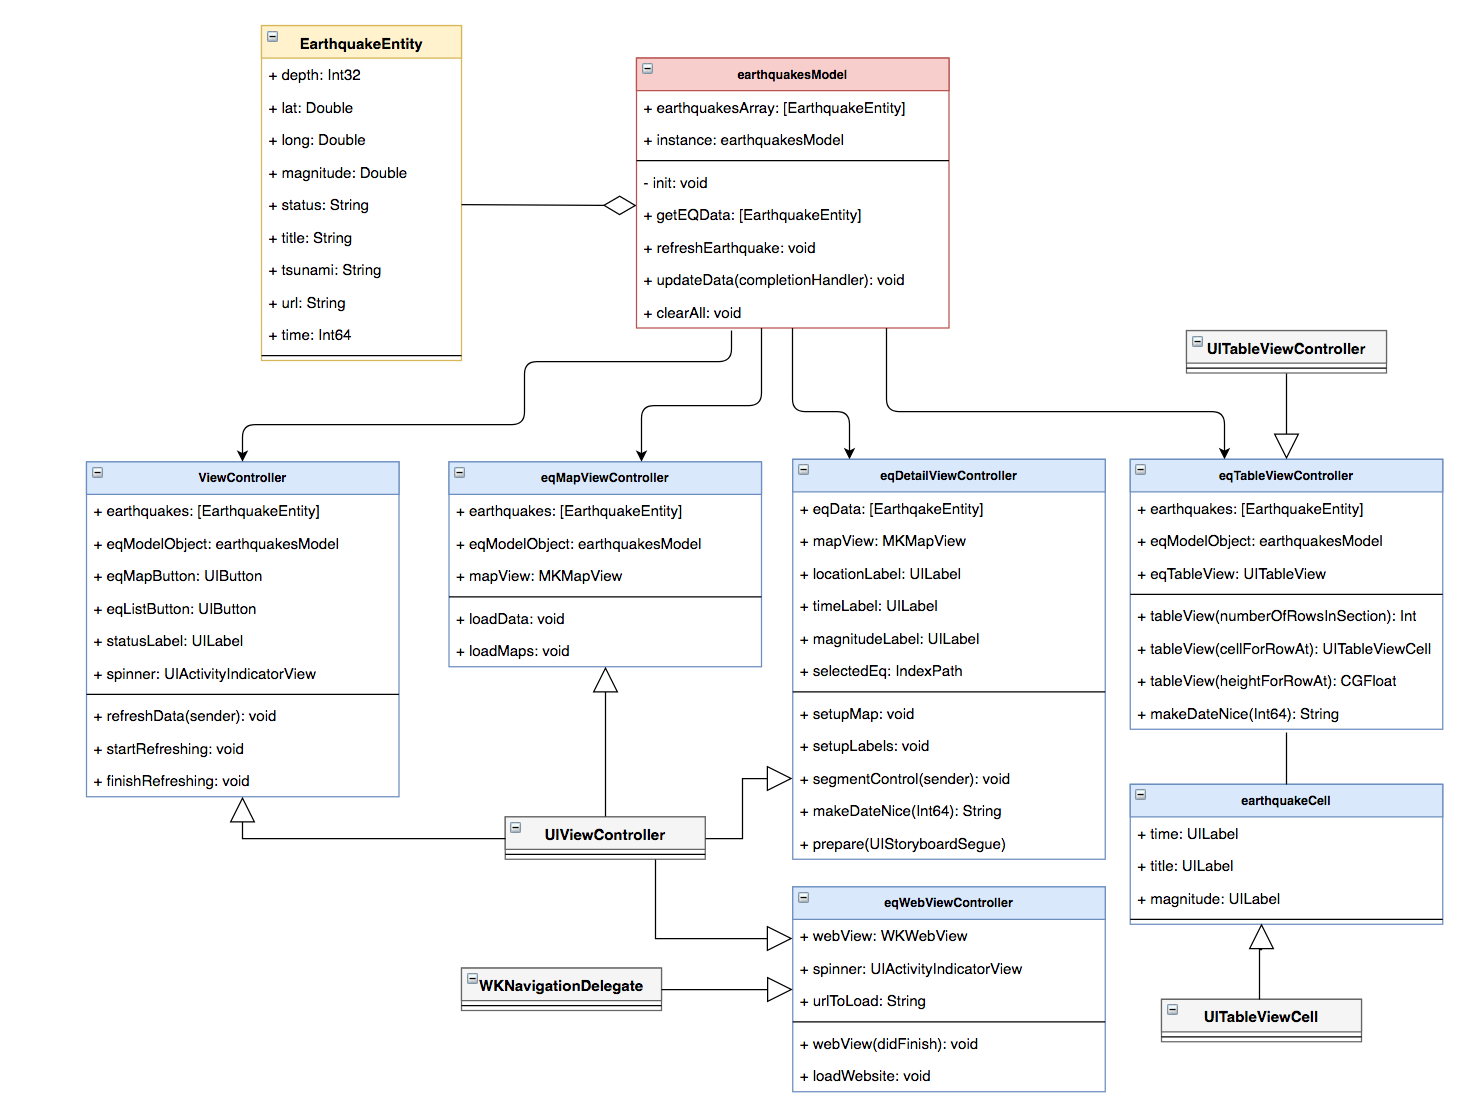 EarthquakeEntity
+ depth: Int32
+ lat: Double
+ long: Double
+ magnitude: Double
+ status: String
+ title: String
+ tsunami: String
+ url: String
+ time: Int64
earthquakesModel
+ earthquakesArray: [EarthquakeEntity]
+ instance: earthquakesModel
- init: void
+ getEQData: [EarthquakeEntity]
+ refreshEarthquake: void
+ updateData(completionHandler): void
+ clearAll: void
UITableViewController
ViewController
+ earthquakes: [EarthquakeEntity]
+ eqModelObject: earthquakesModel
+ eqMapButton: UIButton
+ eqListButton: UIButton
+ statusLabel: UILabel
+ spinner: UIActivityIndicatorView
+ refreshData(sender): void
+ startRefreshing: void
+ finishRefreshing: void
eqMapViewController
+ earthquakes: [EarthquakeEntity]
+ eqModelObject: earthquakesModel
+ mapView: MKMapView
+ loadData: void
+ loadMaps: void
eqDetailViewController
+ eqData: [EarthqakeEntity]
+ mapView: MKMapView
+ locationLabel: UILabel
+ timeLabel: UILabel
+ magnitudeLabel: UILabel
+ selectedEq: IndexPath
+ setupMap: void
+ setupLabels: void
+ segmentControl(sender): void
+ makeDateNice(Int64): String
+ prepare(UIStoryboardSegue)
eqTableViewController
+ earthquakes: [EarthquakeEntity]
+ eqModelObject: earthquakesModel
+ eqTableView: UITableView
+ tableView(numberOfRowsInSection): Int
+ tableView(cellForRowAt): UITableViewCell
+ tableView(heightForRowAt): CGFloat
+ makeDateNice(Int64): String
UIViewController
earthquakeCell
+ time: UILabel
+ title: UILabel
+ magnitude: UILabel
eqWebViewController
+ webView: WKWebView
+ spinner: UIActivityIndicatorView
+ urlToLoad: String
+ webView(didFinish): void
+ loadWebsite: void
WKNavigationDelegate
UITableViewCell